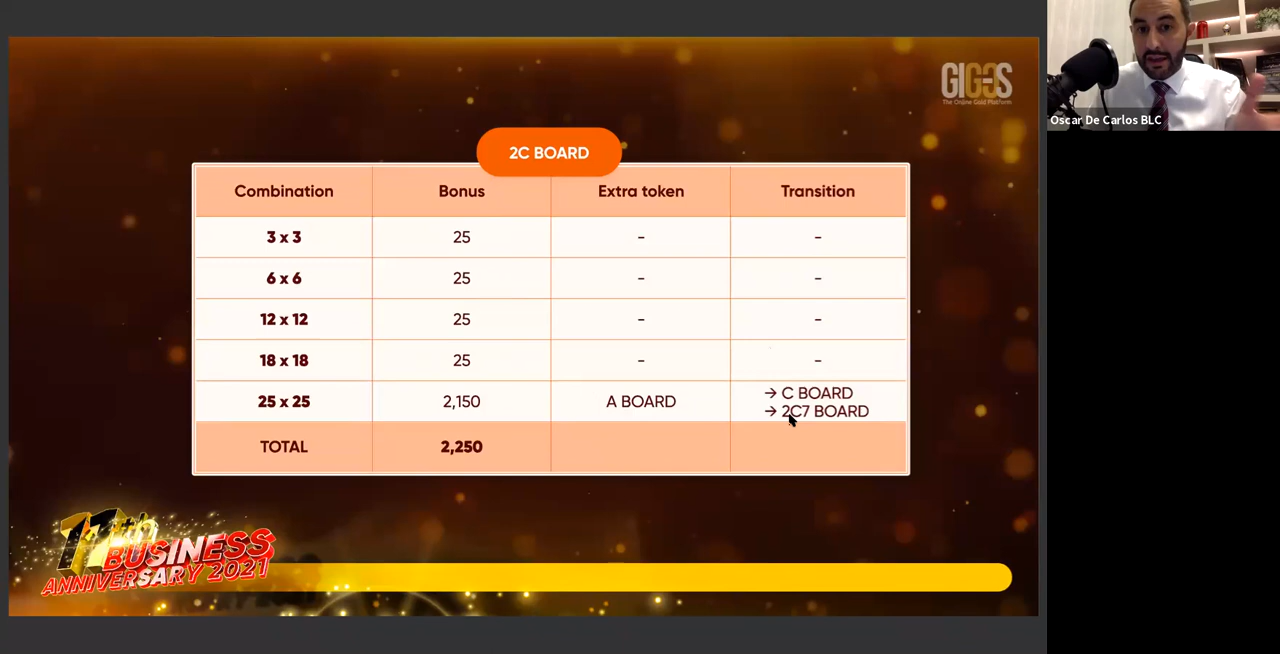 GIGOS
The Online Gold Platform
Oscar De Carlos BLC
2C BOARD
Combination Bonus Extra token Transition
3 x 3 25 - -
6 x 6 25 - -
12 x 12 25 - -
18 x 18 25 - -
25 x 25 2,150 A BOARD → C BOARD
→ 2C7 BOARD
TOTAL 2,250
11th
BUSINESS
ANNIVERSARY 2021